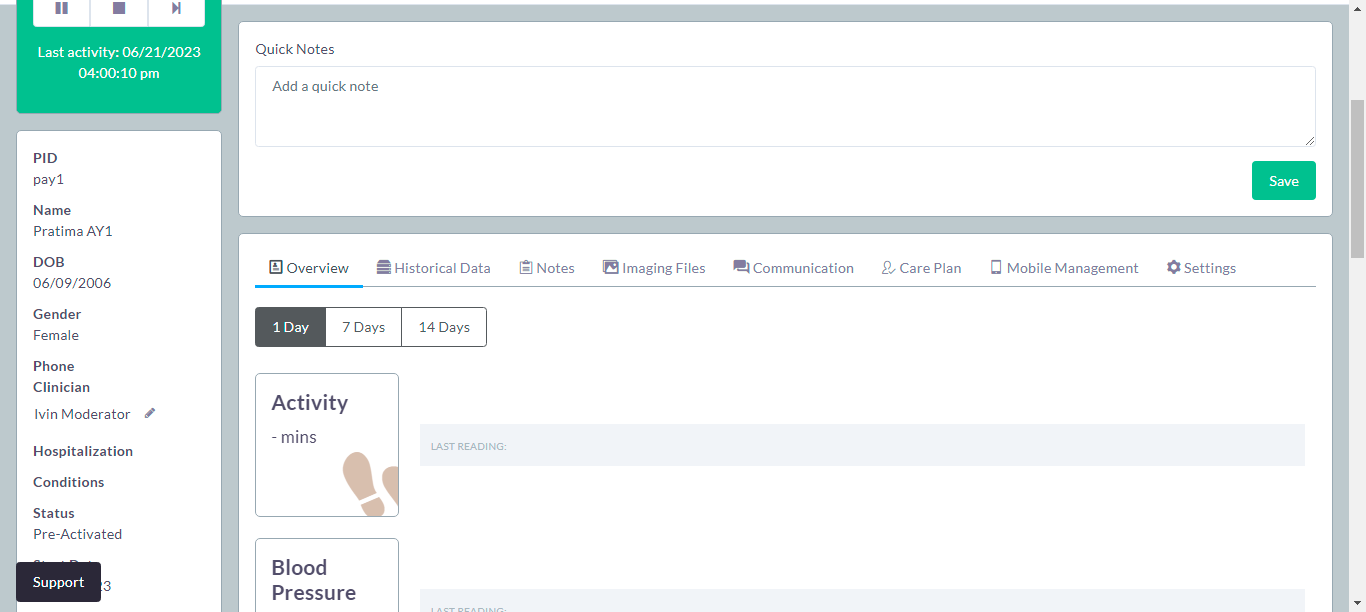 Last activity: 06/21/2023
04:00:10 pm
PID
pay1
Name
Pratima AY1
DOB
06/09/2006
Gender
Female
Phone
Clinician
Ivin Moderator
Hospitalization
Conditions
Status
Pre-Activated
Support
Quick Notes
Add a quick note
Save
Overview Historical Data Notes Imaging Files Communication Care Plan Mobile Management Settings
1 Day 7 Days 14 Days
Activity
- mins
LAST READING:
Blood
Pressure
LAST READING: